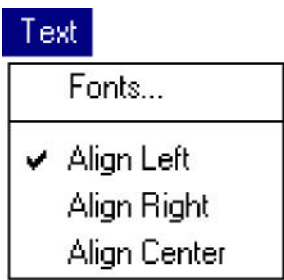 Text
Fonts...
✔ Align Left
Align Right
Align Center